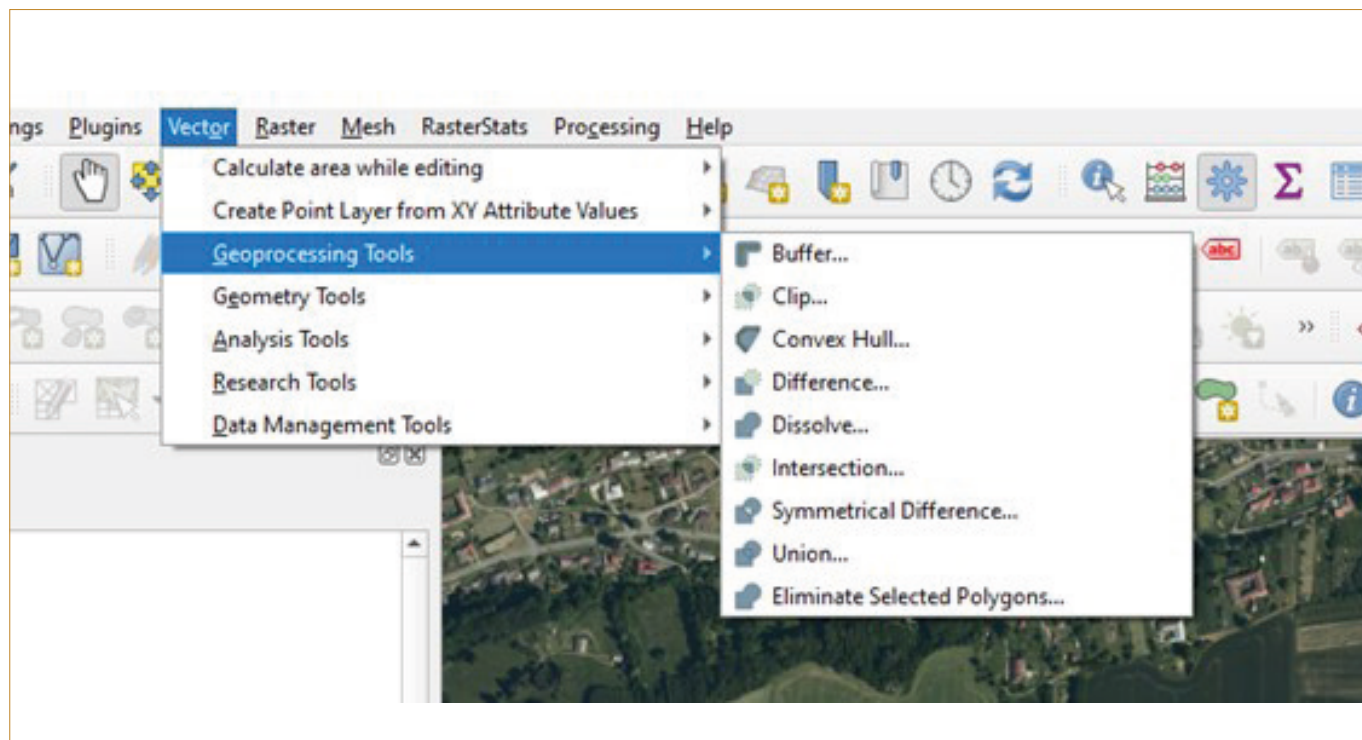 ngs Plugins Vector Raster Mesh RasterStats Processing Help
Calculate area while editing
Create Point Layer from XY Attribute Values
Geoprocessing Tools
Geometry Tools
Analysis Tools
Research Tools
Data Management Tools
Buffer...
Clip...
Convex Hull...
Difference...
Dissolve...
Intersection...
Symmetrical Difference...
Union...
Eliminate Selected Polygons...
abc